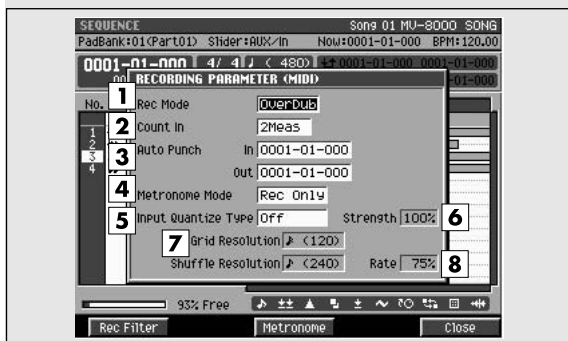 SEQUENCE Song 01 MV-8000 SONG
PadBank:01(Part01) Slider:AUX/In Now:0001-01-000 BPM:120.00
0001-01-000 4/ 4 ♩ ( 480) 0001-01-000 0001-01-000
RECORDING PARAMETER (MIDI)
No.
1 Rec Mode OverDub
2 Count In 2Meas
3 Auto Punch In 0001-01-000
Out 0001-01-000
4 Metronome Mode Rec Only
5 Input Quantize Type Off Strength 100% 6
7 Grid Resolution ♪ (120)
Shuffle Resolution ♪ (240) Rate 75% 8
1
2
3
4
93% Free
Rec Filter Metronome Close